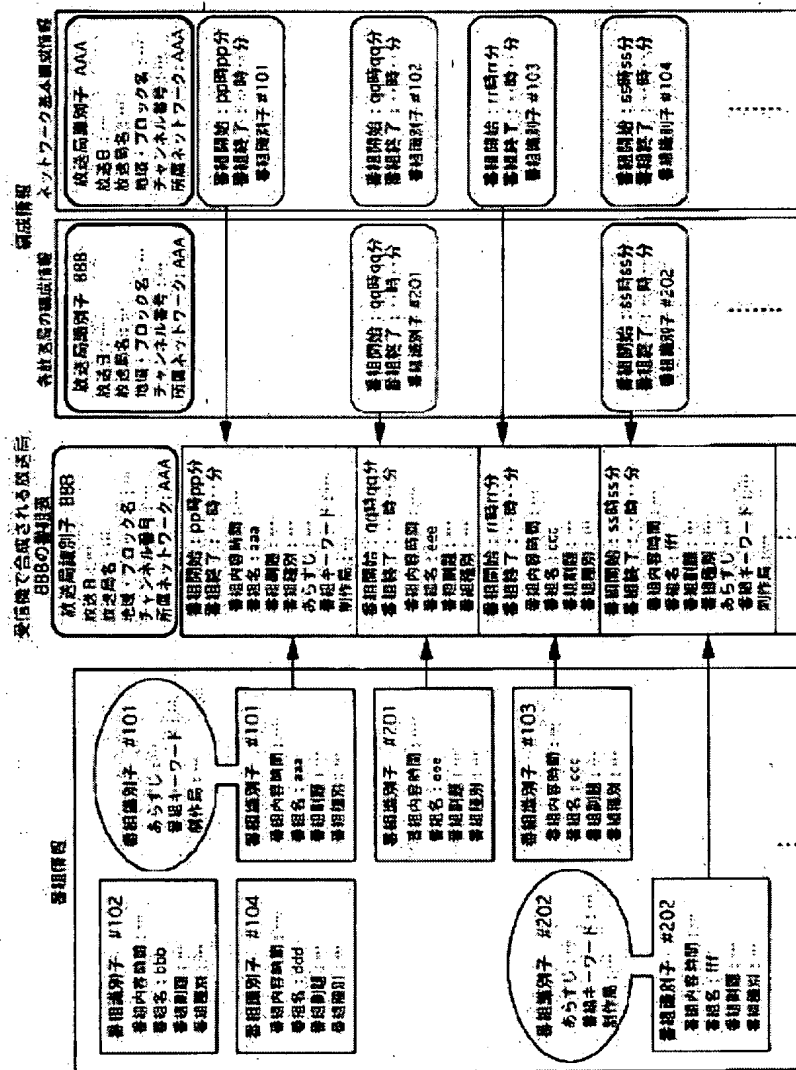 番組情報
番組識別子 #102
番組内容時間：…
番組名：bbb
番組副題：…
番組種別：…
番組識別子 #104
番組内容時間：…
番組名：ddd
番組副題：…
番組種別：…
番組識別子 #101
あらすじ：…
番組キーワード：…
制作局：…
番組識別子 #101
番組内容時間：…
番組名：aaa
番組副題：…
番組種別：…
番組識別子 #201
番組内容時間：…
番組名：eee
番組副題：…
番組種別：…
番組識別子 #103
番組内容時間：…
番組名：ccc
番組副題：…
番組種別：…
番組識別子 #202
あらすじ：…
番組キーワード：…
制作局：…
番組識別子 #202
番組内容時間：…
番組名：fff
番組副題：…
番組種別：…
受信機で合成される放送局
BBBの番組表
放送局識別子 BBB
放送日：…
放送局名：…
地域・ブロック名：…
チャンネル番号：…
所属ネットワーク：AAA
番組開始：pp時pp分
番組終了：‥時‥分
番組内容時間：…
番組名：aaa
番組副題：…
番組種別：…
あらすじ：…
番組キーワード：…
制作局：…
番組開始：qq時qq分
番組終了：‥時‥分
番組内容時間：…
番組名：eee
番組副題：…
番組種別：…
番組開始：rr時rr分
番組終了：‥時‥分
番組内容時間：…
番組名：ccc
番組副題：…
番組種別：…
番組開始：ss時ss分
番組終了：‥時‥分
番組内容時間：…
番組名：fff
番組副題：…
番組種別：…
あらすじ：…
番組キーワード：…
制作局：…
編成情報
各放送局の編成情報
放送局識別子 BBB
放送日：…
放送局名：…
地域・ブロック名：…
チャンネル番号：…
所属ネットワーク：AAA
番組開始：qq時qq分
番組終了：‥時‥分
番組識別子 #201
番組開始：ss時ss分
番組終了：‥時‥分
番組識別子 #202
ネットワーク基本編成情報
放送局識別子 AAA
放送日：…
放送局名：…
地域・ブロック名：…
チャンネル番号：…
所属ネットワーク：AAA
番組開始：pp時pp分
番組終了：‥時‥分
番組識別子 #101
番組開始：qq時qq分
番組終了：‥時‥分
番組識別子 #102
番組開始：rr時rr分
番組終了：‥時‥分
番組識別子 #103
番組開始：ss時ss分
番組終了：‥時‥分
番組識別子 #104